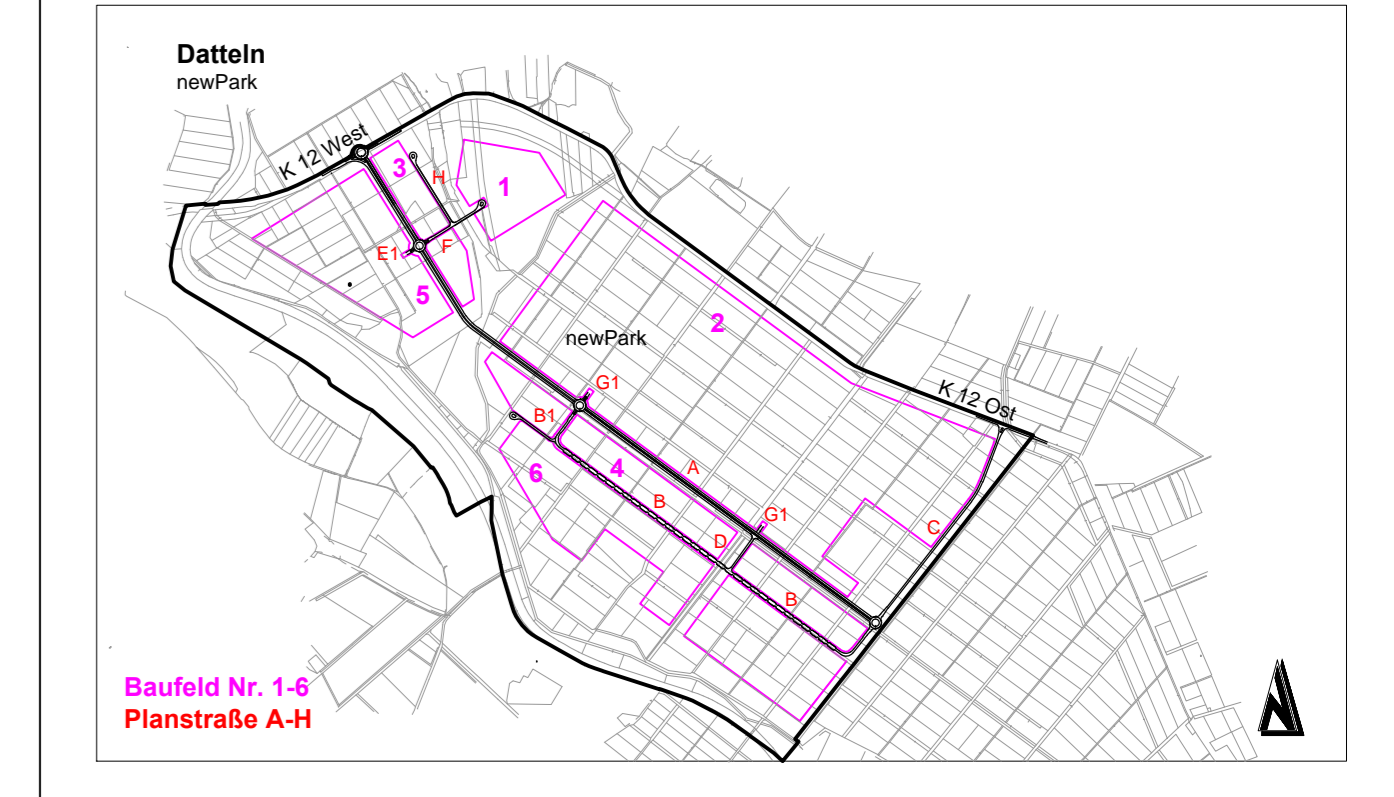 Datteln
newPark
K 12 West
3
H
1
E1
F
5
2
newPark
K 12 Ost
G1
B1
A
6
4
B
G1
C
D
B
Baufeld Nr. 1-6
Planstraße A-H
N